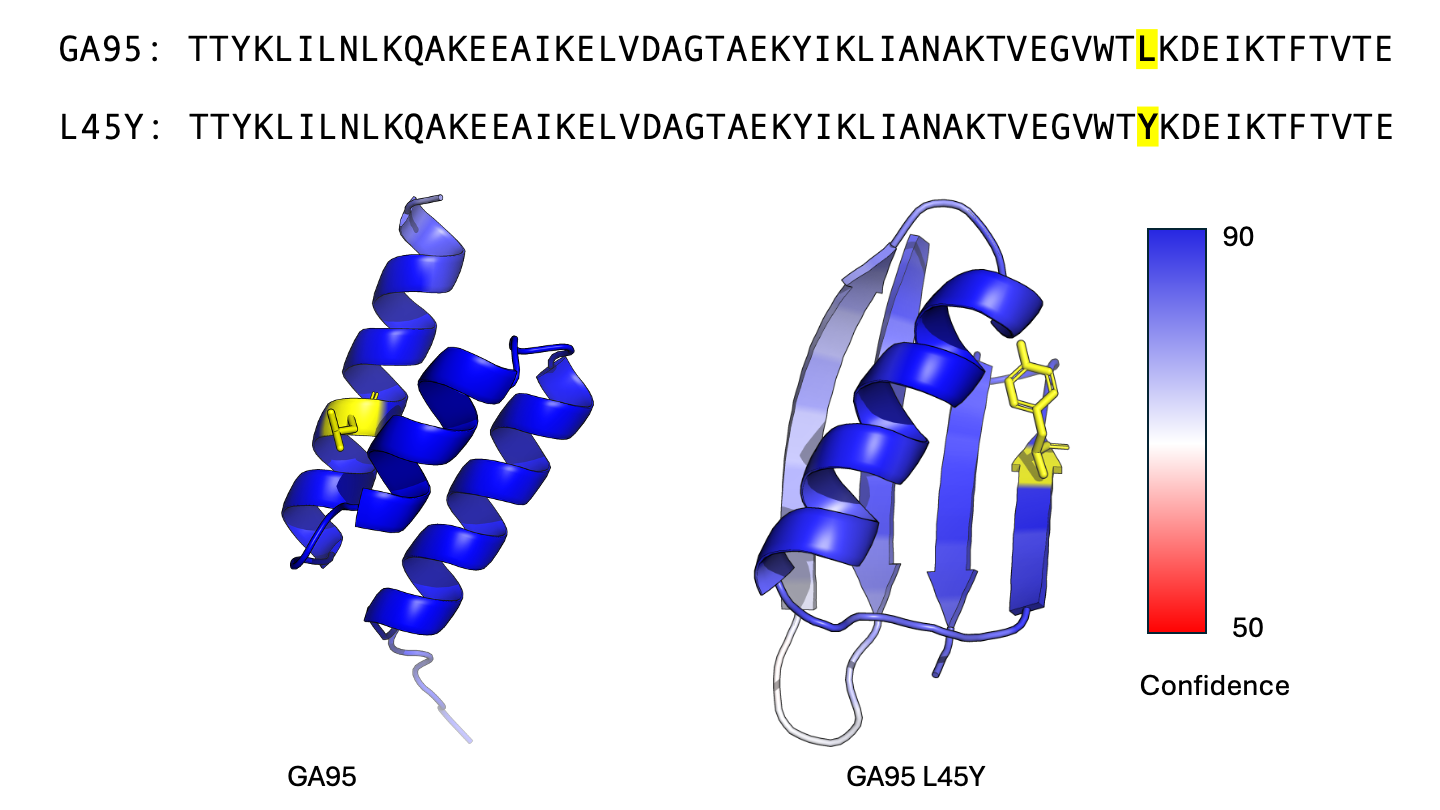 GA95: TTYKLILNLKQAKEEAIKELVDAGTAEKYIKLIANAKTVEGVWTLKDEIKTFTVTE
L45Y: TTYKLILNLKQAKEEAIKELVDAGTAEKYIKLIANAKTVEGVWTYKDEIKTFTVTE
90
50
Confidence
GA95
GA95 L45Y